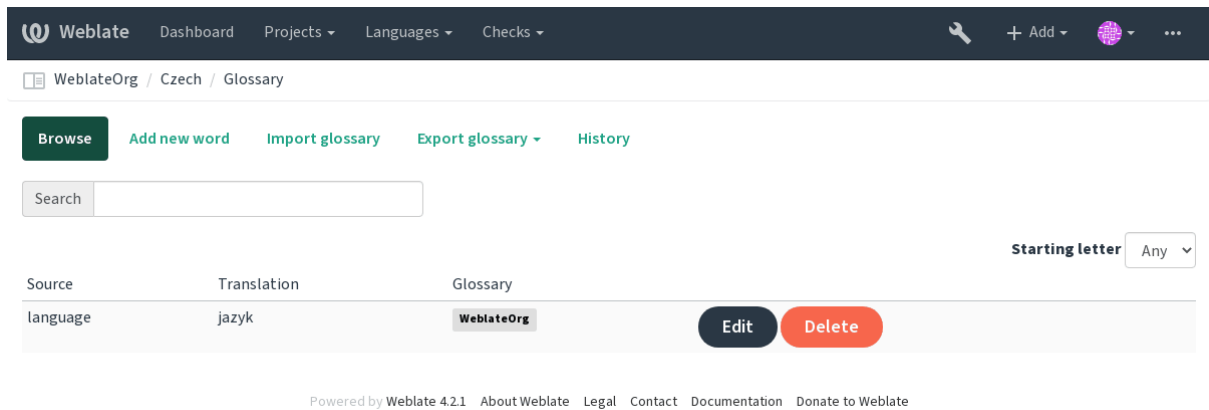 Weblate Dashboard Projects Languages Checks Add
WeblateOrg / Czech / Glossary
Browse Add new word Import glossary Export glossary History
Search
Starting letter Any
Source Translation Glossary
language jazyk WeblateOrg Edit Delete
Powered by Weblate 4.2.1 About Weblate Legal Contact Documentation Donate to Weblate